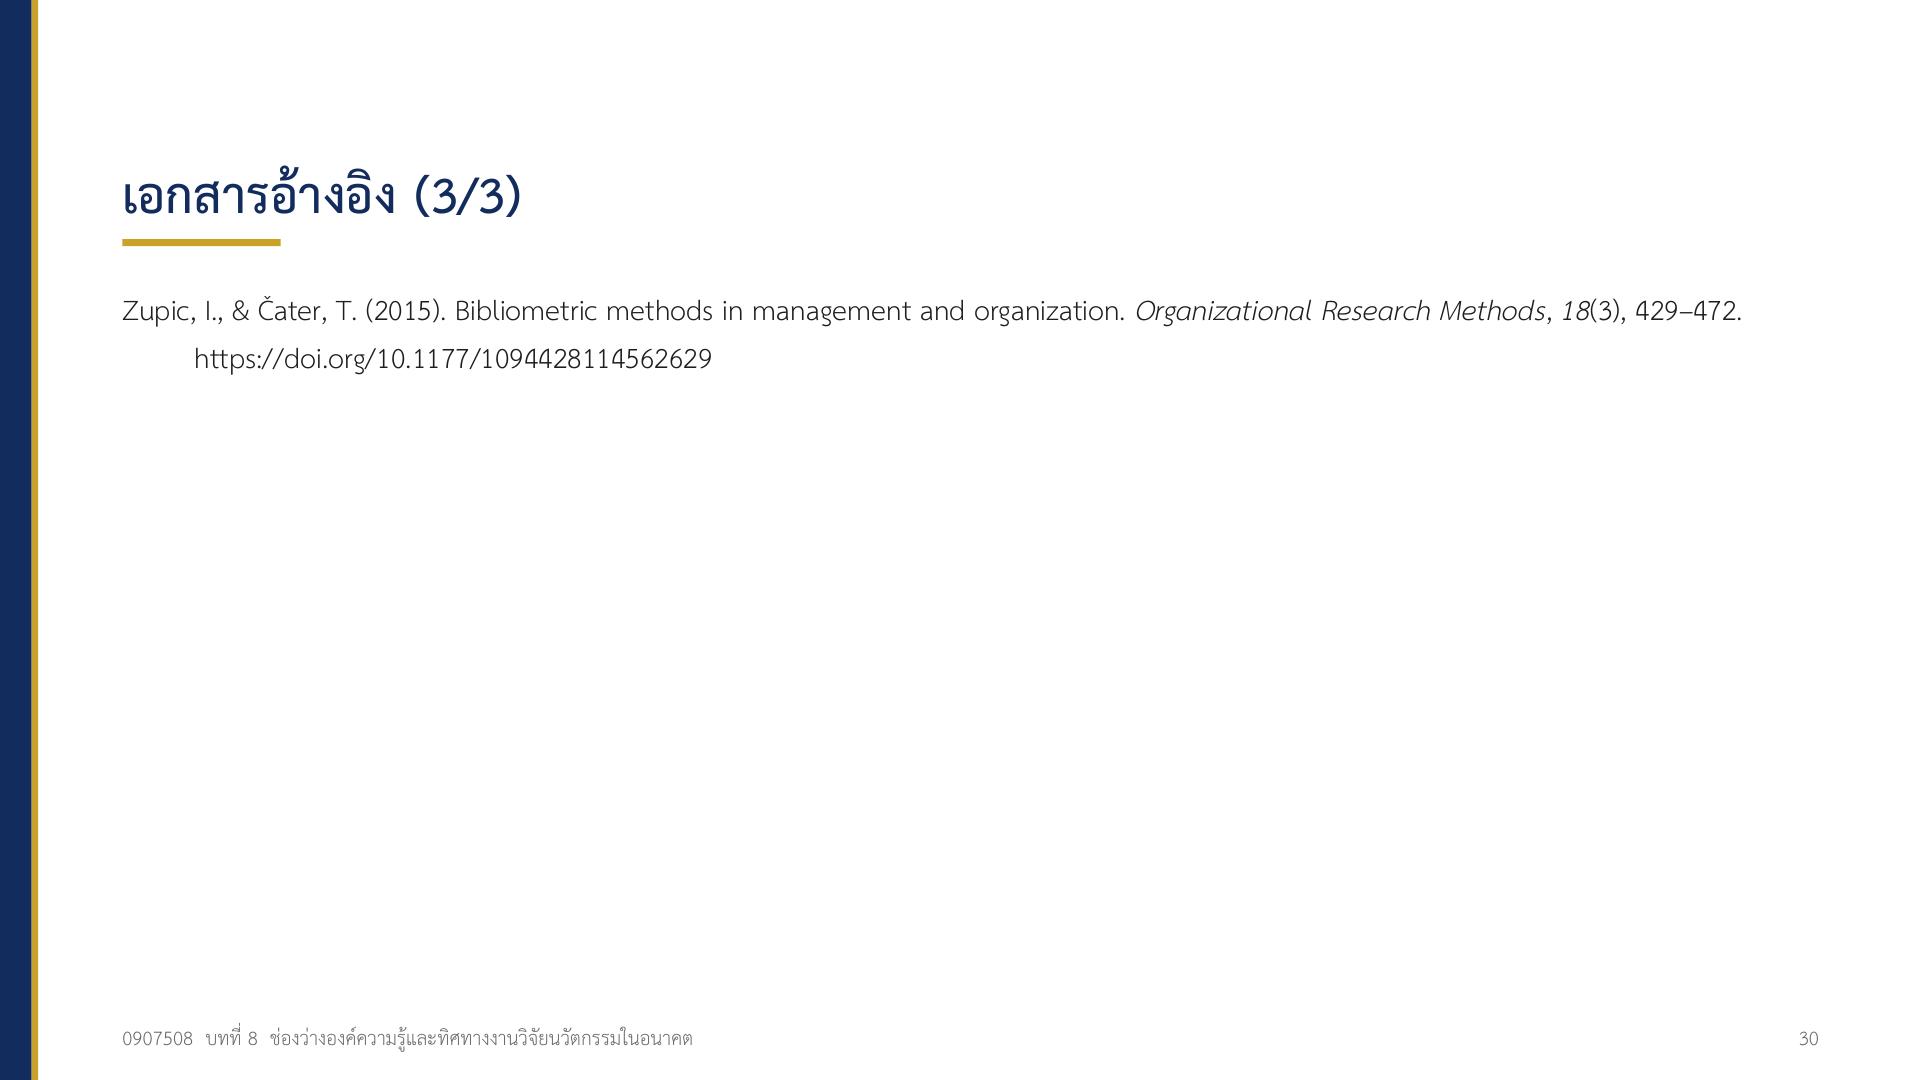 เอกสารอ้างอิง (3/3)
Zupic, I., & Čater, T. (2015). Bibliometric methods in management and organization. Organizational Research Methods, 18(3), 429–472.
https://doi.org/10.1177/1094428114562629
0907508 บทที่ 8 ช่องว่างองค์ความรู้และทิศทางงานวิจัยนวัตกรรมในอนาคต
30